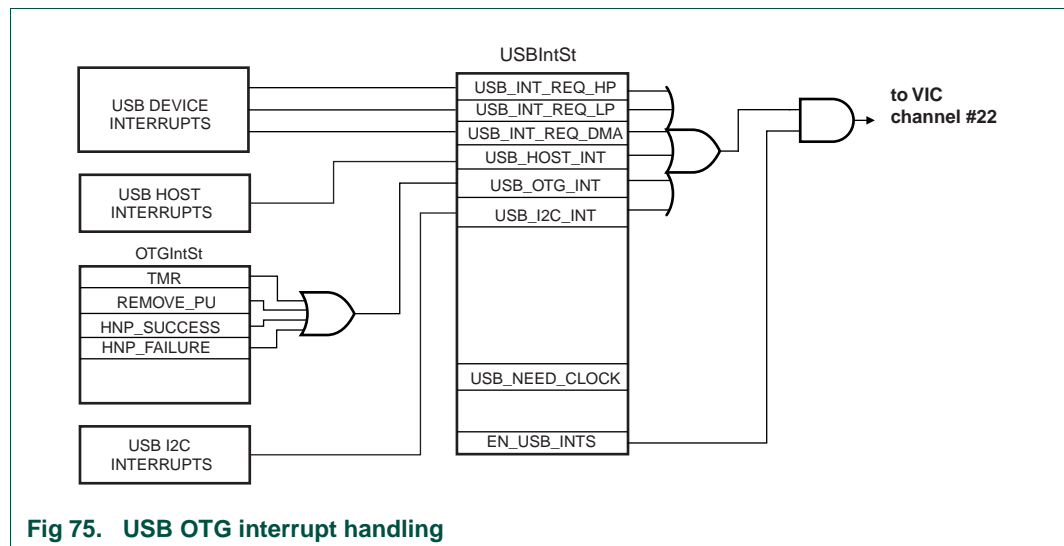 USBIntSt
USB DEVICE
INTERRUPTS
USB HOST
INTERRUPTS
OTGIntSt
TMR
REMOVE_PU
HNP_SUCCESS
HNP_FAILURE
USB I2C
INTERRUPTS
USB_INT_REQ_HP
USB_INT_REQ_LP
USB_INT_REQ_DMA
USB_HOST_INT
USB_OTG_INT
USB_I2C_INT
USB_NEED_CLOCK
EN_USB_INTS
to VIC
channel #22
Fig 75. USB OTG interrupt handling